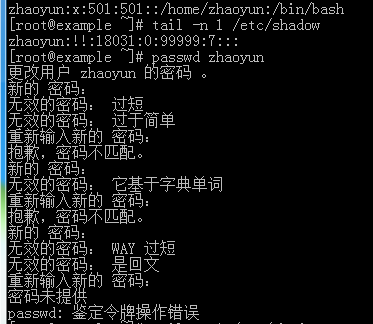 zhaoyun:x:501:501::/home/zhaoyun:/bin/bash
[root@example ~]# tail -n 1 /etc/shadow
zhaoyun:!!:18031:0:99999:7:::
[root@example ~]# passwd zhaoyun
更改用户 zhaoyun 的密码 。
新的 密码：
无效的密码： 过短
无效的密码： 过于简单
重新输入新的 密码：
抱歉，密码不匹配。
新的 密码：
无效的密码： 它基于字典单词
重新输入新的 密码：
抱歉，密码不匹配。
新的 密码：
无效的密码： WAY 过短
无效的密码： 是回文
重新输入新的 密码：
密码未提供
passwd: 鉴定令牌操作错误